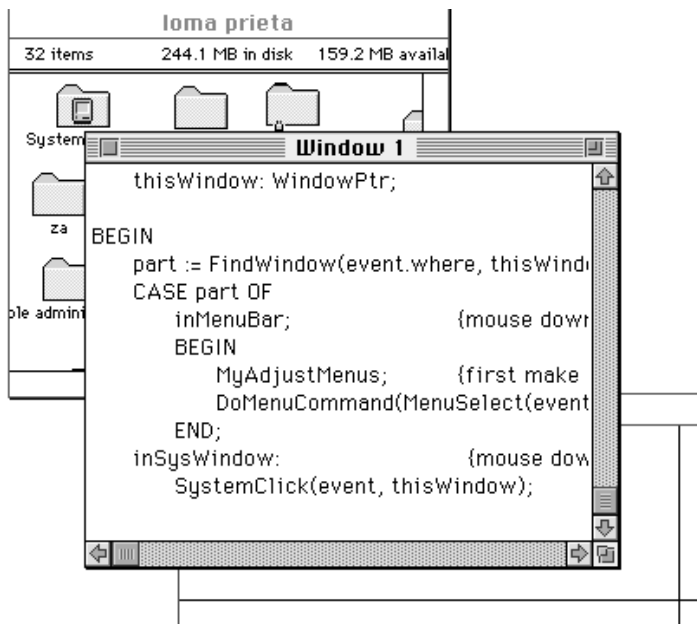 loma prieta
32 items 244.1 MB in disk 159.2 MB availal
System
za
ole admini
Window 1
thisWindow: WindowPtr;
BEGIN
part := FindWindow(event.where, thisWind
CASE part OF
inMenuBar; {mouse down
BEGIN
MyAdjustMenus; {first make
DoMenuCommand(MenuSelect(event
END;
inSysWindow: {mouse dow
SystemClick(event, thisWindow);